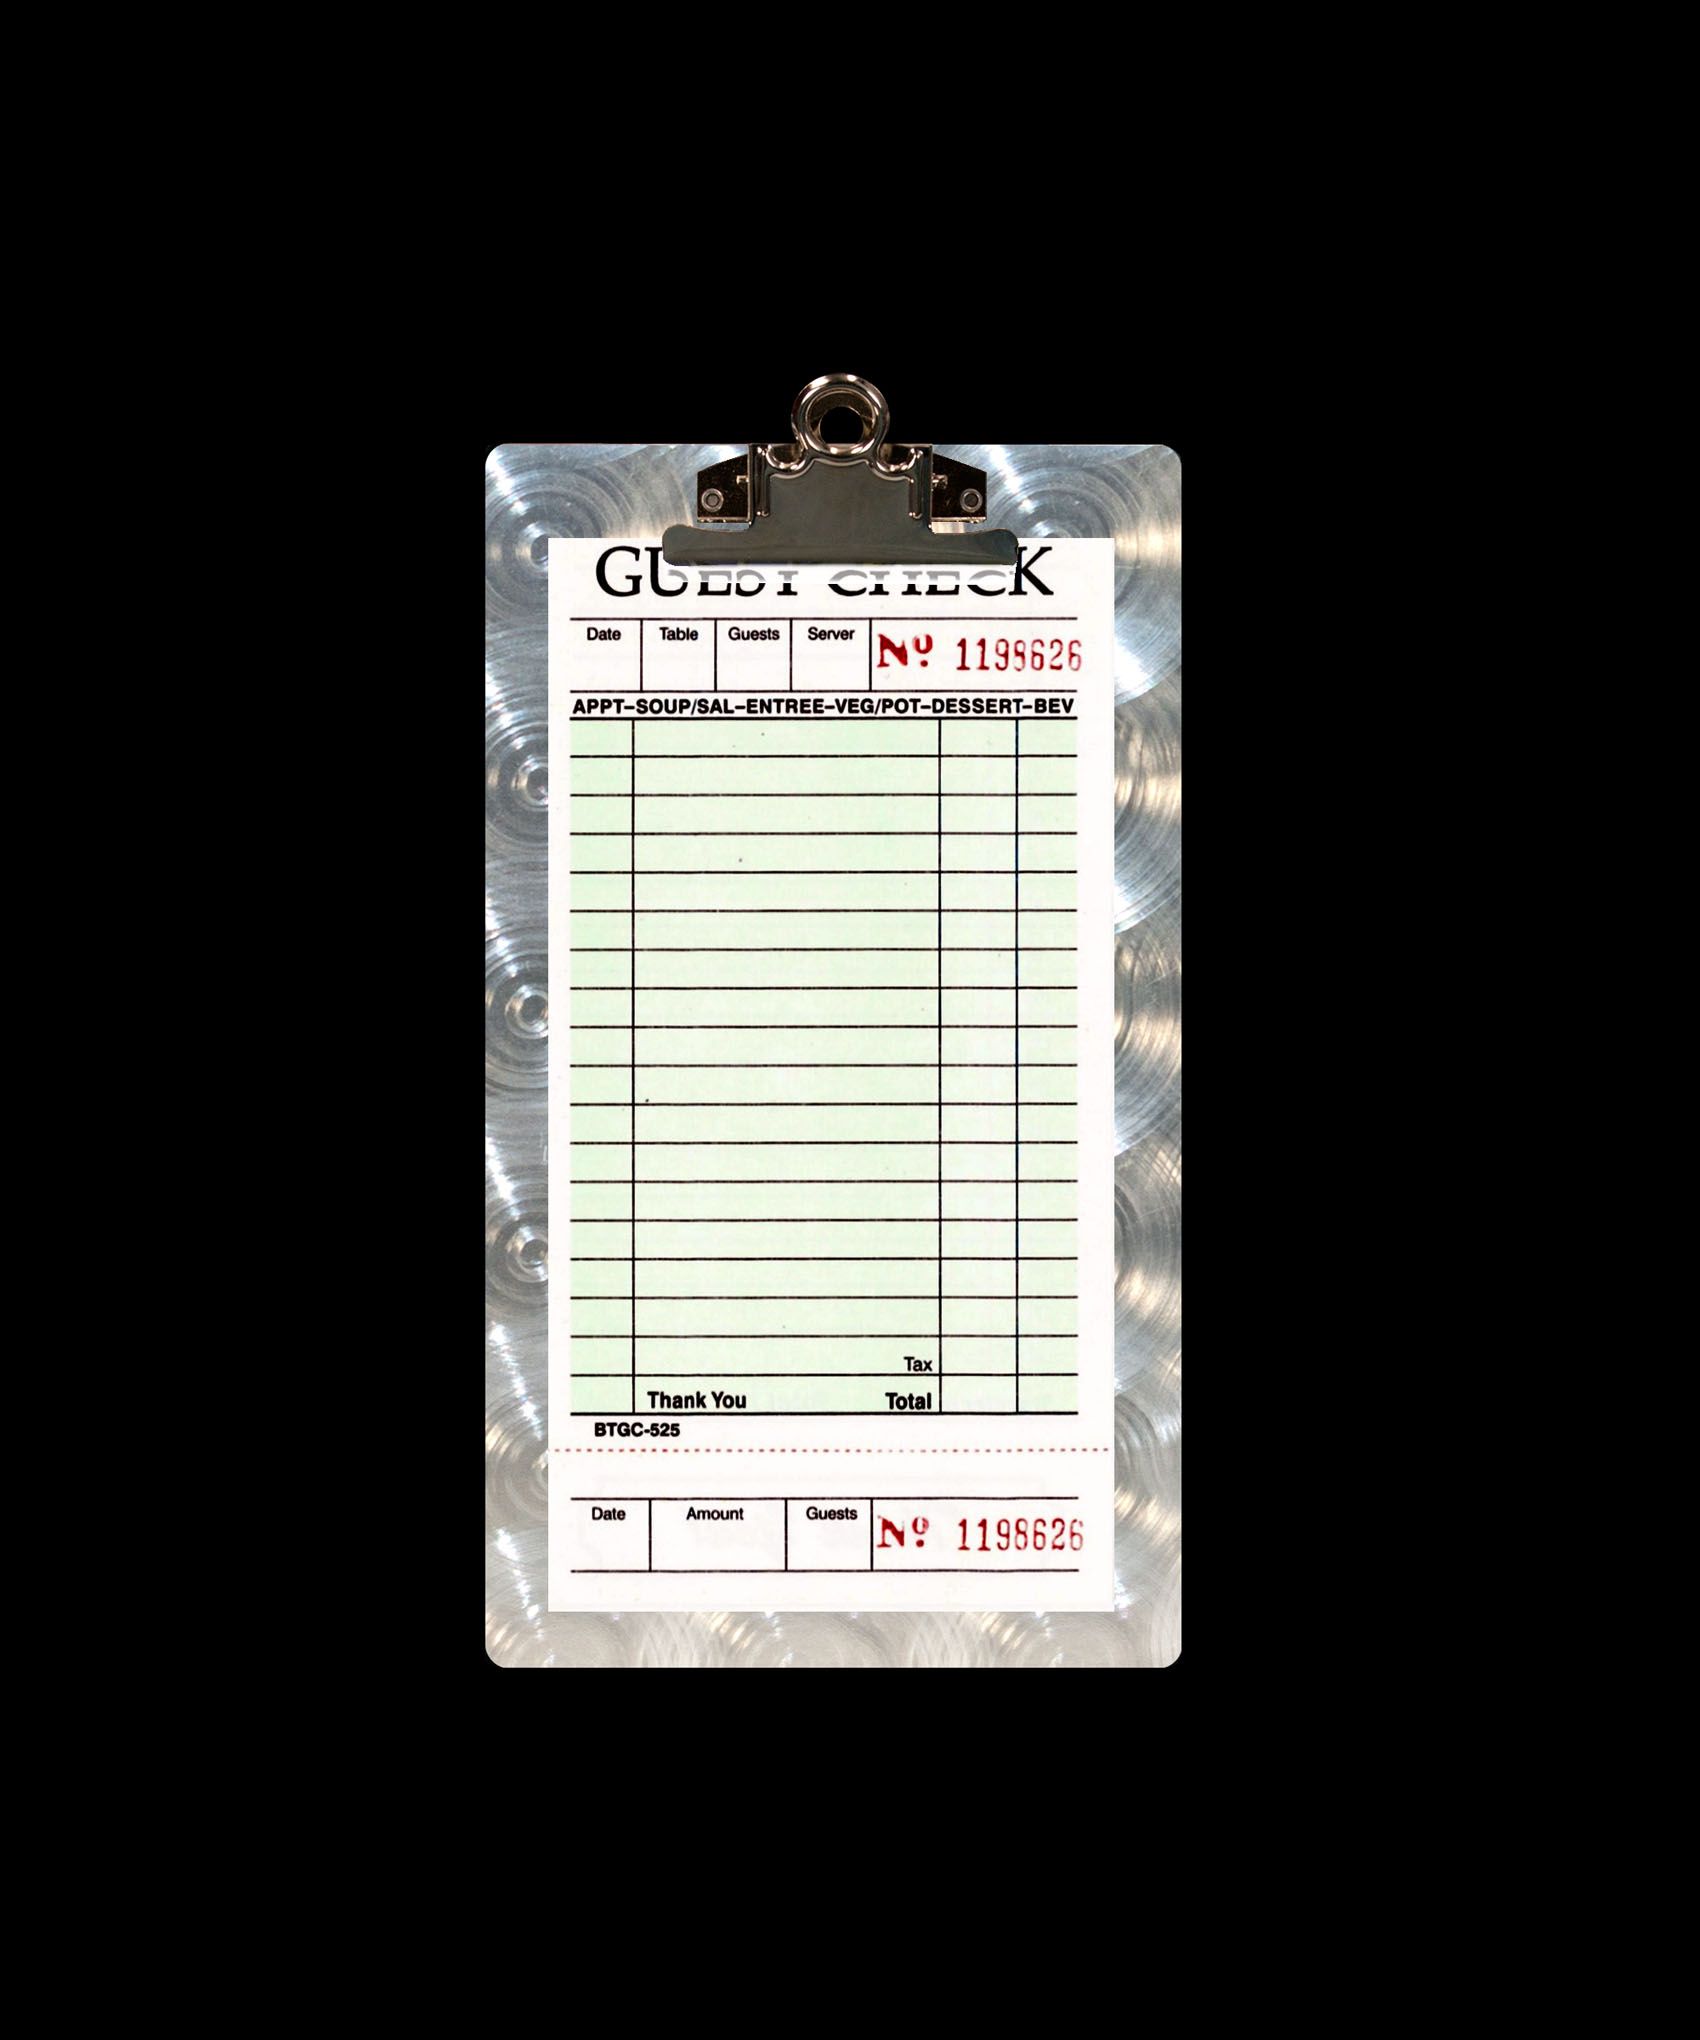 GUEST CHECK
Date Table Guests Server Nº 1198626
APPT-SOUP/SAL-ENTREE-VEG/POT-DESSERT-BEV
Tax
Thank You Total
BTGC-525
Date Amount Guests Nº 1198626